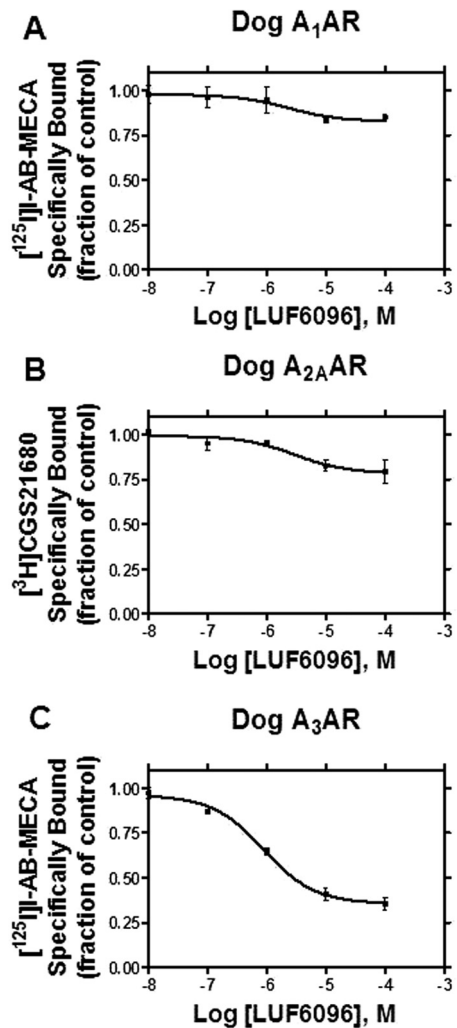 A
Dog A₁AR
[¹²⁵I]I-AB-MECA
Specifically Bound
(fraction of control)
1.00
0.75
0.50
0.25
0.00
-8 -7 -6 -5 -4 -3
Log [LUF6096], M
B
Dog A₂ₐAR
[³H]CGS21680
Specifically Bound
(fraction of control)
1.00
0.75
0.50
0.25
0.00
-8 -7 -6 -5 -4 -3
Log [LUF6096], M
C
Dog A₃AR
[¹²⁵I]I-AB-MECA
Specifically Bound
(fraction of control)
1.00
0.75
0.50
0.25
0.00
-8 -7 -6 -5 -4 -3
Log [LUF6096], M